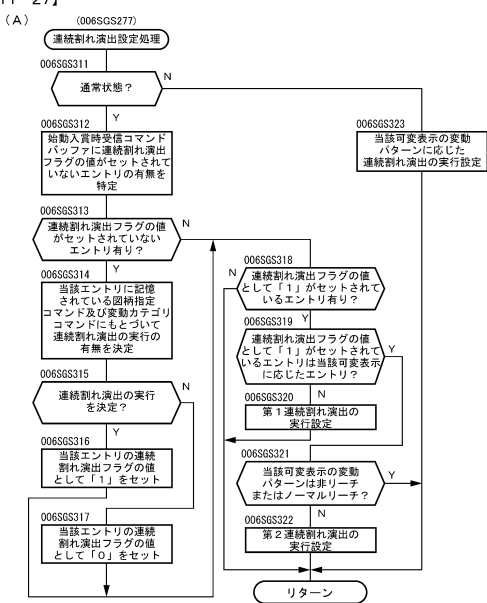 (A)
(006SGS277)
連続割れ演出設定処理
006SGS311
通常状態?
N
Y
006SGS312
始動入賞時受信コマンド
バッファに連続割れ演出
フラグの値がセットされて
いないエントリの有無を
特定
006SGS323
当該可変表示の変動
パターンに応じた
連続割れ演出の実行設定
006SGS313
連続割れ演出フラグの値
がセットされていない
エントリ有り?
N
Y
006SGS314
当該エントリに記憶
されている図柄指定
コマンド及び変動カテゴリ
コマンドにもとづいて
連続割れ演出の実行の
有無を決定
006SGS315
連続割れ演出の実行
を決定?
N
Y
006SGS316
当該エントリの連続
割れ演出フラグの値
として「1」をセット
006SGS317
当該エントリの連続
割れ演出フラグの値
として「0」をセット
006SGS318
連続割れ演出フラグの値
として「1」がセットされて
いるエントリ有り?
N
Y
006SGS319
連続割れ演出フラグの値
として「1」がセットされて
いるエントリは当該可変表示
に応じたエントリ?
Y
N
006SGS320
第1連続割れ演出の
実行設定
006SGS321
当該可変表示の変動
パターンは非リーチ
またはノーマルリーチ?
Y
N
006SGS322
第2連続割れ演出の
実行設定
リターン